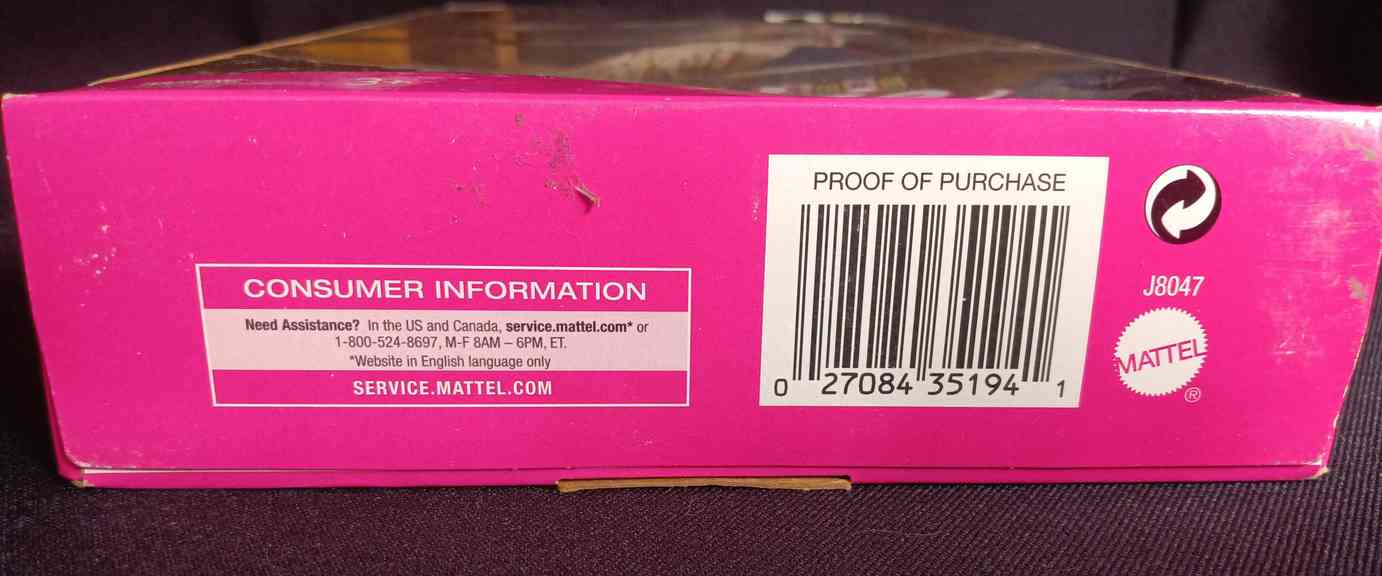 CONSUMER INFORMATION
Need Assistance? In the US and Canada, service.mattel.com* or
1-800-524-8697, M-F 8AM – 6PM, ET.
*Website in English language only
SERVICE.MATTEL.COM
PROOF OF PURCHASE
0 27084 35194 1
J8047
MATTEL
®